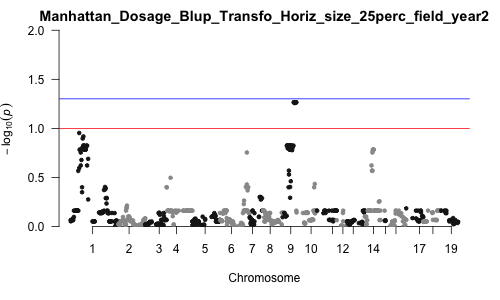 Manhattan_Dosage_Blup_Transfo_Horiz_size_25perc_field_year2
2.0
1.5
1.0
0.5
0.0
− log10(p)
1 2 3 4 5 6 7 8 9 10 12 14 17 19
Chromosome